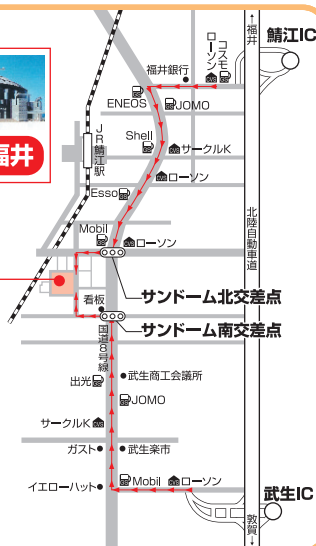 福井
鯖江IC
コスモ
ローソン
福井銀行
ENEOS
JOMO
JR鯖江駅
Shell
サークルK
ローソン
福井
Esso
北陸自動車道
Mobil
ローソン
サンドーム北交差点
看板
サンドーム南交差点
国道8号線
武生商工会議所
出光
JOMO
サークルK
ガスト
武生楽市
イエローハット
Mobil
ローソン
武生IC
敦賀